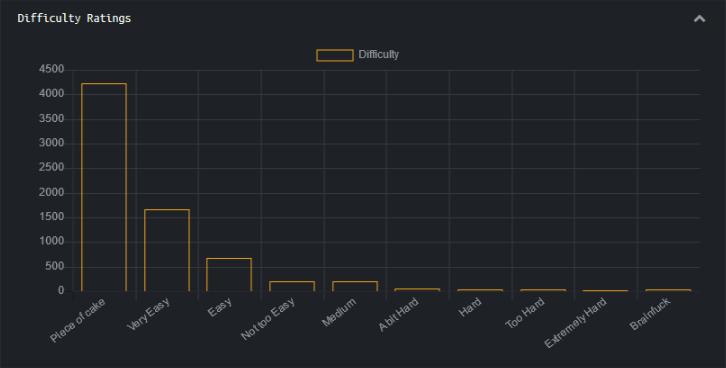 Difficulty Ratings
Difficulty
4500
4000
3500
3000
2500
2000
1500
1000
500
0
Piece of cake
Very Easy
Easy
Not too Easy
Medium
A bit Hard
Hard
Too Hard
Extremely Hard
Brainfuck